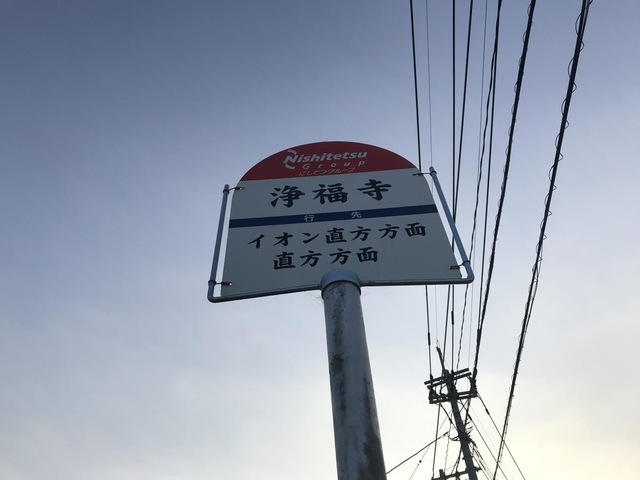 Nishitetsu
Group
にしてつグループ
浄福寺
行先
イオン直方方面
直方方面